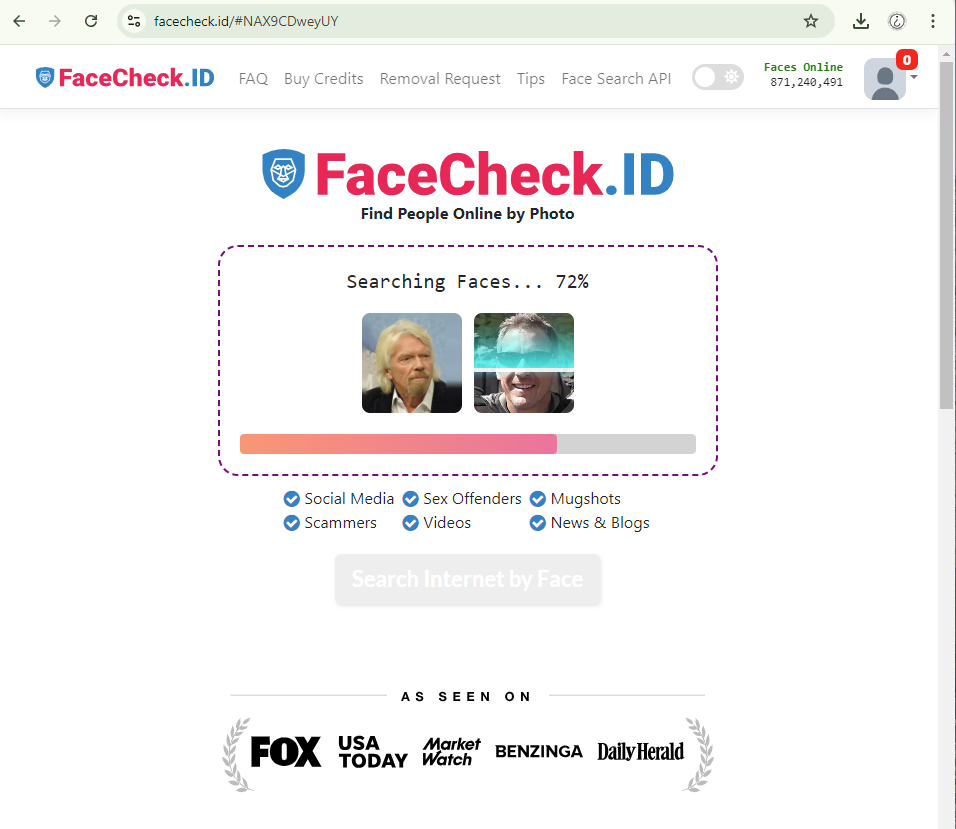 facecheck.id/#NAX9CDweyUY
FaceCheck.ID FAQ Buy Credits Removal Request Tips Face Search API
Faces Online
871,240,491
0
FaceCheck.ID
Find People Online by Photo
Searching Faces... 72%
Social Media Sex Offenders Mugshots
Scammers Videos News & Blogs
Search Internet by Face
AS SEEN ON
FOX USA TODAY Market Watch BENZINGA Daily Herald